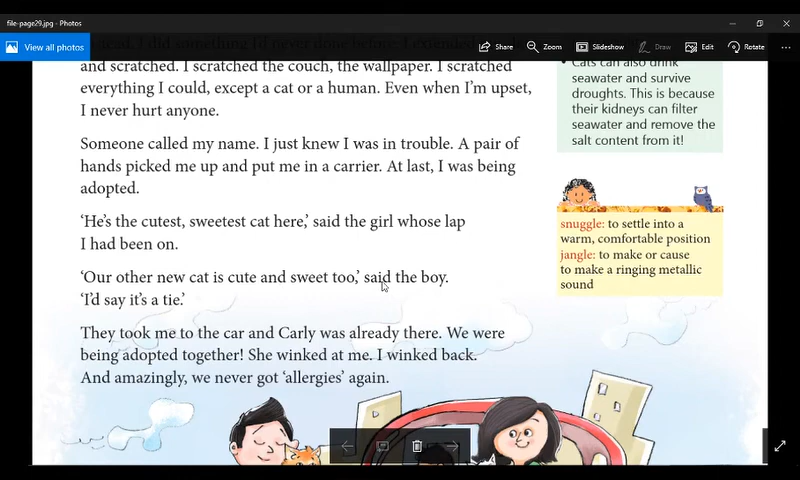 file-page29.jpg - Photos
View all photos
Share
Zoom
Slideshow
Draw
Edit
Rotate
and scratched. I scratched the couch, the wallpaper. I scratched
everything I could, except a cat or a human. Even when I’m upset,
I never hurt anyone.
Someone called my name. I just knew I was in trouble. A pair of
hands picked me up and put me in a carrier. At last, I was being
adopted.
‘He’s the cutest, sweetest cat here,’ said the girl whose lap
I had been on.
‘Our other new cat is cute and sweet too,’ said the boy.
‘I’d say it’s a tie.’
They took me to the car and Carly was already there. We were
being adopted together! She winked at me. I winked back.
And amazingly, we never got ‘allergies’ again.
• Cats can also drink
seawater and survive
droughts. This is because
their kidneys can filter
seawater and remove the
salt content from it!
snuggle: to settle into a
warm, comfortable position
jangle: to make or cause
to make a ringing metallic
sound